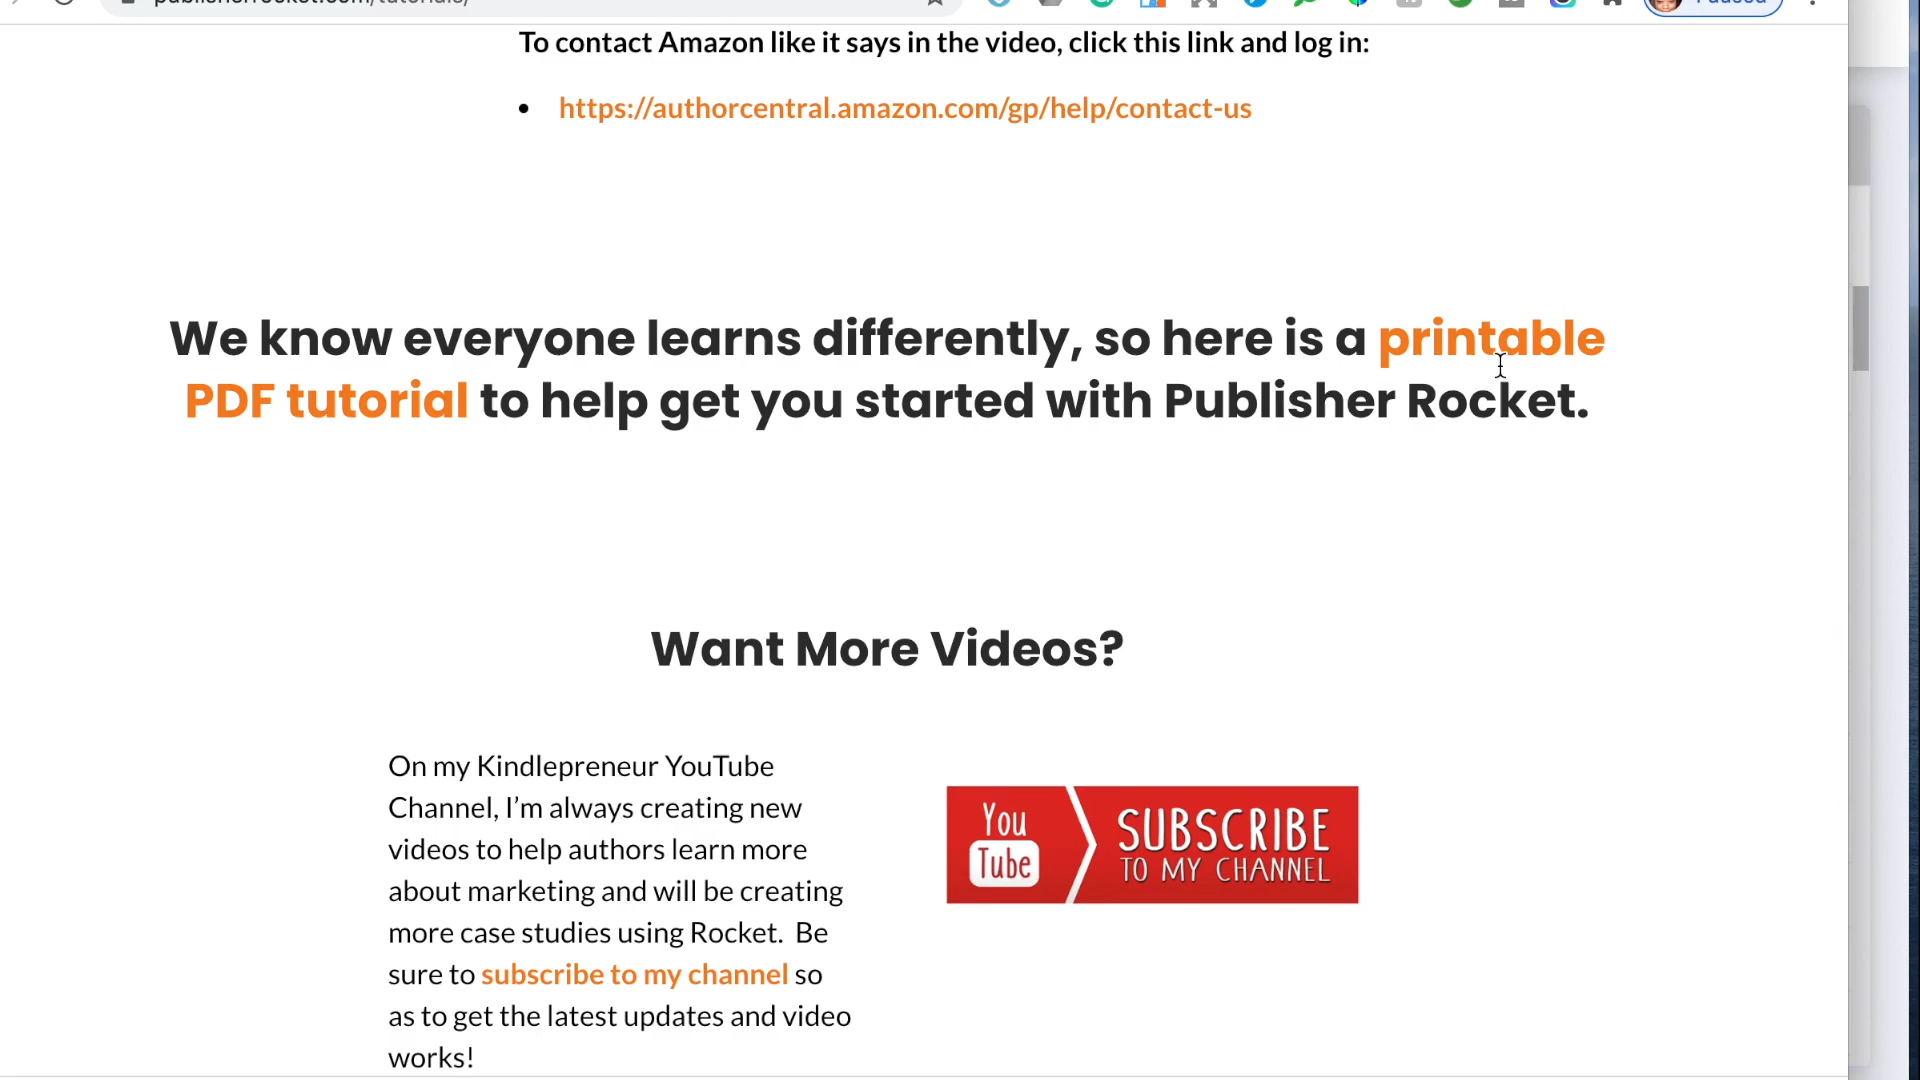 publisherrocket.com/tutorials/
Paused
To contact Amazon like it says in the video, click this link and log in:
• https://authorcentral.amazon.com/gp/help/contact-us
We know everyone learns differently, so here is a printable
PDF tutorial to help get you started with Publisher Rocket.
Want More Videos?
On my Kindlepreneur YouTube
Channel, I’m always creating new
videos to help authors learn more
about marketing and will be creating
more case studies using Rocket.  Be
sure to subscribe to my channel so
as to get the latest updates and video
works!
You
Tube
SUBSCRIBE
TO MY CHANNEL